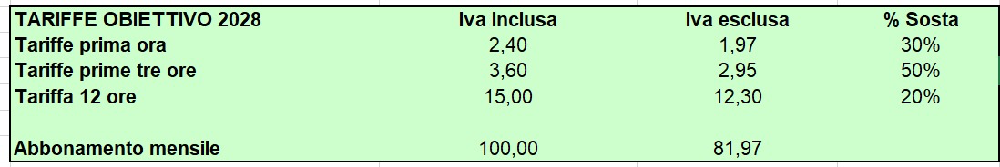 TARIFFE OBIETTIVO 2028 Iva inclusa Iva esclusa % Sosta
Tariffe prima ora 2,40 1,97 30%
Tariffe prime tre ore 3,60 2,95 50%
Tariffa 12 ore 15,00 12,30 20%
Abbonamento mensile 100,00 81,97